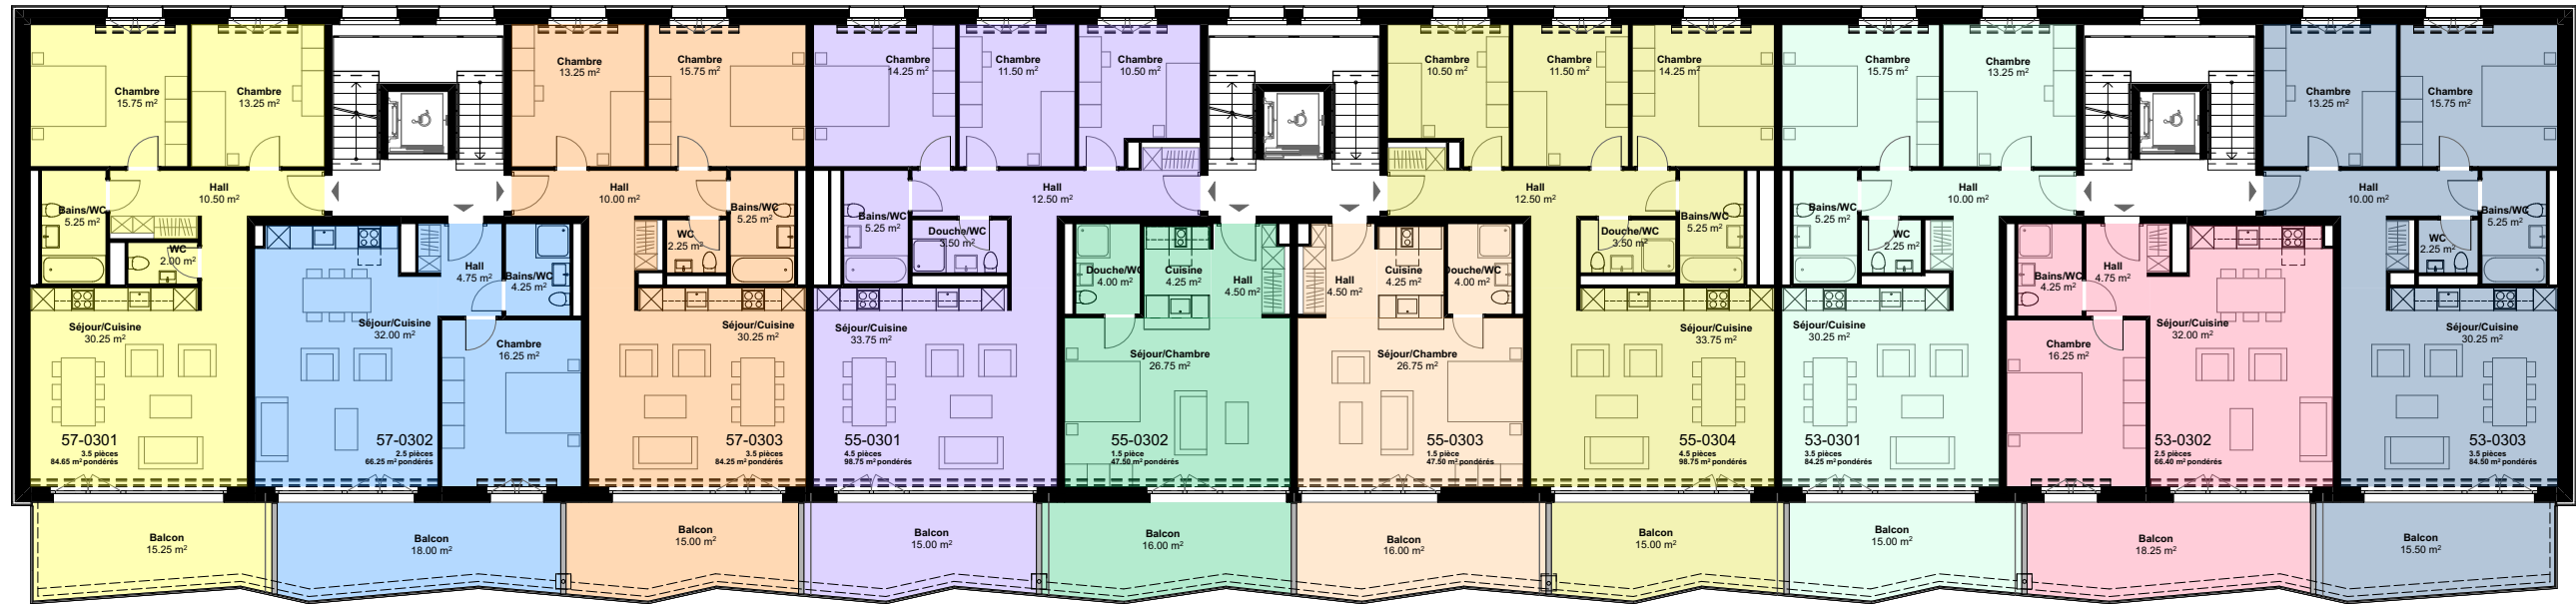 Chambre
15.75 m²
Chambre
13.25 m²
Hall
10.50 m²
Bains/WC
5.25 m²
WC
2.00 m²
Séjour/Cuisine
30.25 m²
57-0301
3.5 pièces
84.65 m² pondérés
Balcon
15.25 m²
Hall
4.75 m²
Bains/WC
4.25 m²
Séjour/Cuisine
32.00 m²
Chambre
16.25 m²
57-0302
2.5 pièces
66.25 m² pondérés
Balcon
18.00 m²
Chambre
13.25 m²
Chambre
15.75 m²
Hall
10.00 m²
WC
2.25 m²
Bains/WC
5.25 m²
Séjour/Cuisine
30.25 m²
57-0303
3.5 pièces
84.25 m² pondérés
Balcon
15.00 m²
Chambre
14.25 m²
Chambre
11.50 m²
Chambre
10.50 m²
Hall
12.50 m²
Bains/WC
5.25 m²
Douche/WC
3.50 m²
Séjour/Cuisine
33.75 m²
55-0301
4.5 pièces
98.75 m² pondérés
Balcon
15.00 m²
Douche/WC
4.00 m²
Cuisine
4.25 m²
Hall
4.50 m²
Séjour/Chambre
26.75 m²
55-0302
1.5 pièce
47.50 m² pondérés
Balcon
16.00 m²
Hall
4.50 m²
Cuisine
4.25 m²
Douche/WC
4.00 m²
Séjour/Chambre
26.75 m²
55-0303
1.5 pièce
47.50 m² pondérés
Balcon
16.00 m²
Chambre
10.50 m²
Chambre
11.50 m²
Chambre
14.25 m²
Hall
12.50 m²
Douche/WC
3.50 m²
Bains/WC
5.25 m²
Séjour/Cuisine
33.75 m²
55-0304
4.5 pièces
98.75 m² pondérés
Balcon
15.00 m²
Chambre
15.75 m²
Chambre
13.25 m²
Hall
10.00 m²
Bains/WC
5.25 m²
WC
2.25 m²
Séjour/Cuisine
30.25 m²
53-0301
3.5 pièces
84.25 m² pondérés
Balcon
15.00 m²
Bains/WC
4.25 m²
Hall
4.75 m²
Chambre
16.25 m²
Séjour/Cuisine
32.00 m²
53-0302
2.5 pièces
66.40 m² pondérés
Balcon
18.25 m²
Chambre
13.25 m²
Chambre
15.75 m²
Hall
10.00 m²
WC
2.25 m²
Bains/WC
5.25 m²
Séjour/Cuisine
30.25 m²
53-0303
3.5 pièces
84.50 m² pondérés
Balcon
15.50 m²